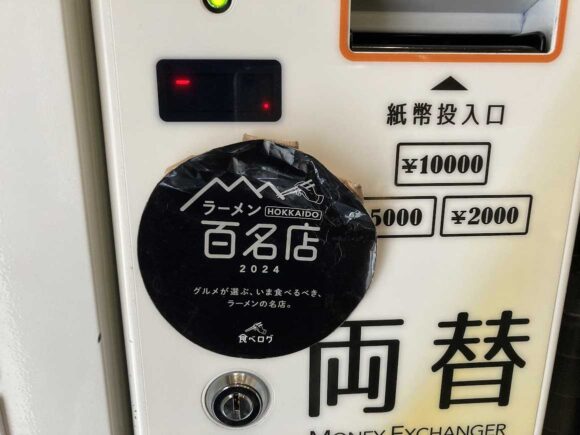 紙幣投入口
¥10000
5000
¥2000
ラーメン
HOKKAIDO
百名店
2024
グルメが選ぶ、いま食べるべき、
ラーメンの名店。
食べログ
両替
MONEY EXCHANGER